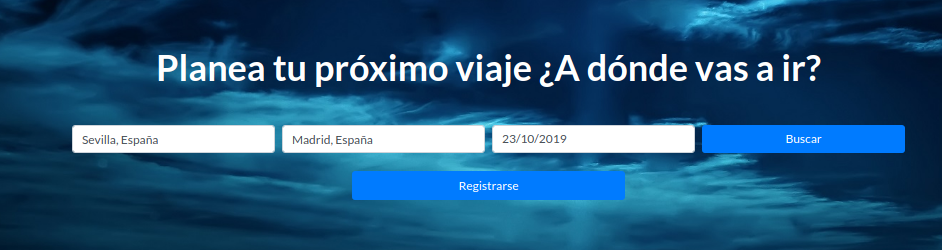 Planea tu próximo viaje ¿A dónde vas a ir?
Sevilla, España
Madrid, España
23/10/2019
Buscar
Registrarse